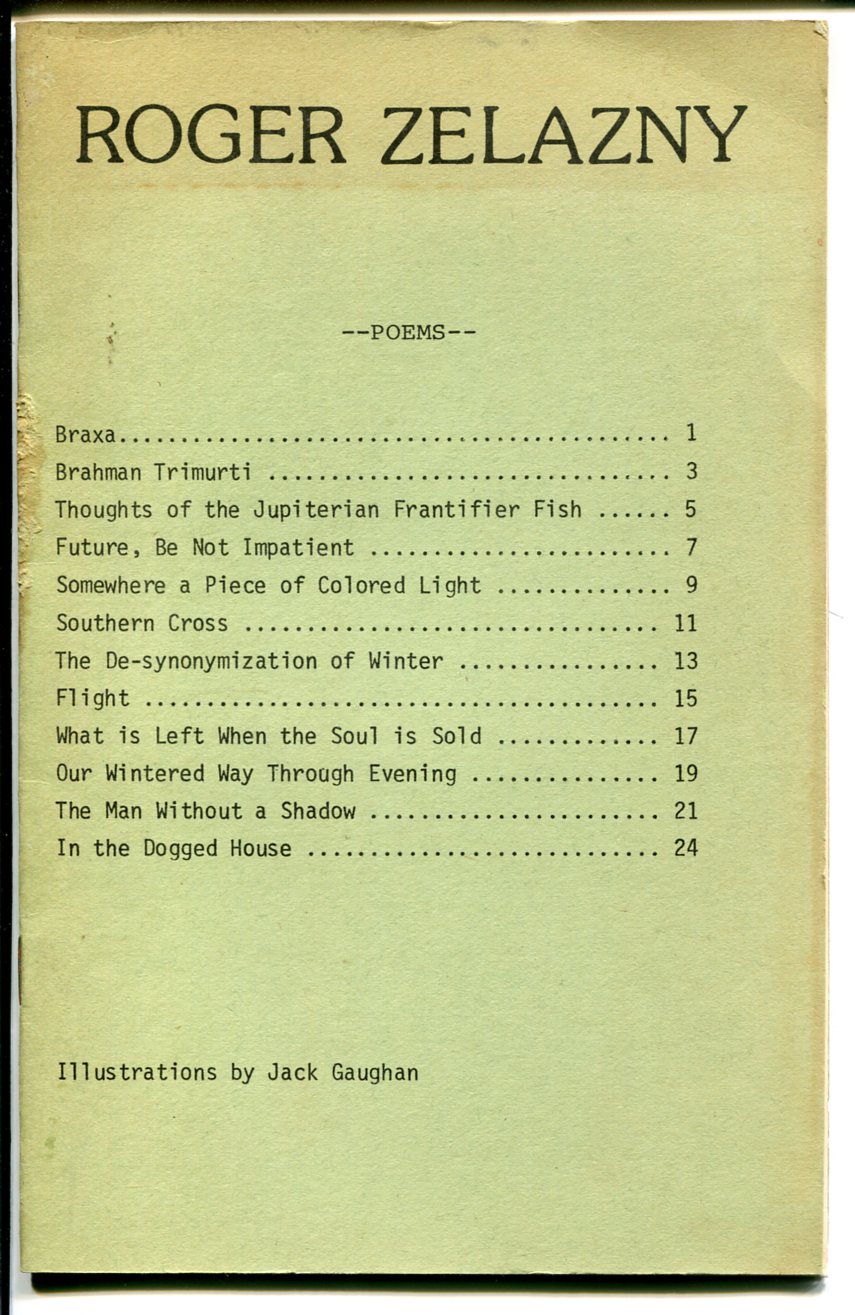 ROGER ZELAZNY
--POEMS--
Braxa............................................ 1
Brahman Trimurti ................................ 3
Thoughts of the Jupiterian Frantifier Fish ...... 5
Future, Be Not Impatient ........................ 7
Somewhere a Piece of Colored Light .............. 9
Southern Cross ................................. 11
The De-synonymization of Winter ................ 13
Flight ......................................... 15
What is Left When the Soul is Sold ............. 17
Our Wintered Way Through Evening ............... 19
The Man Without a Shadow ....................... 21
In the Dogged House ............................ 24
Illustrations by Jack Gaughan